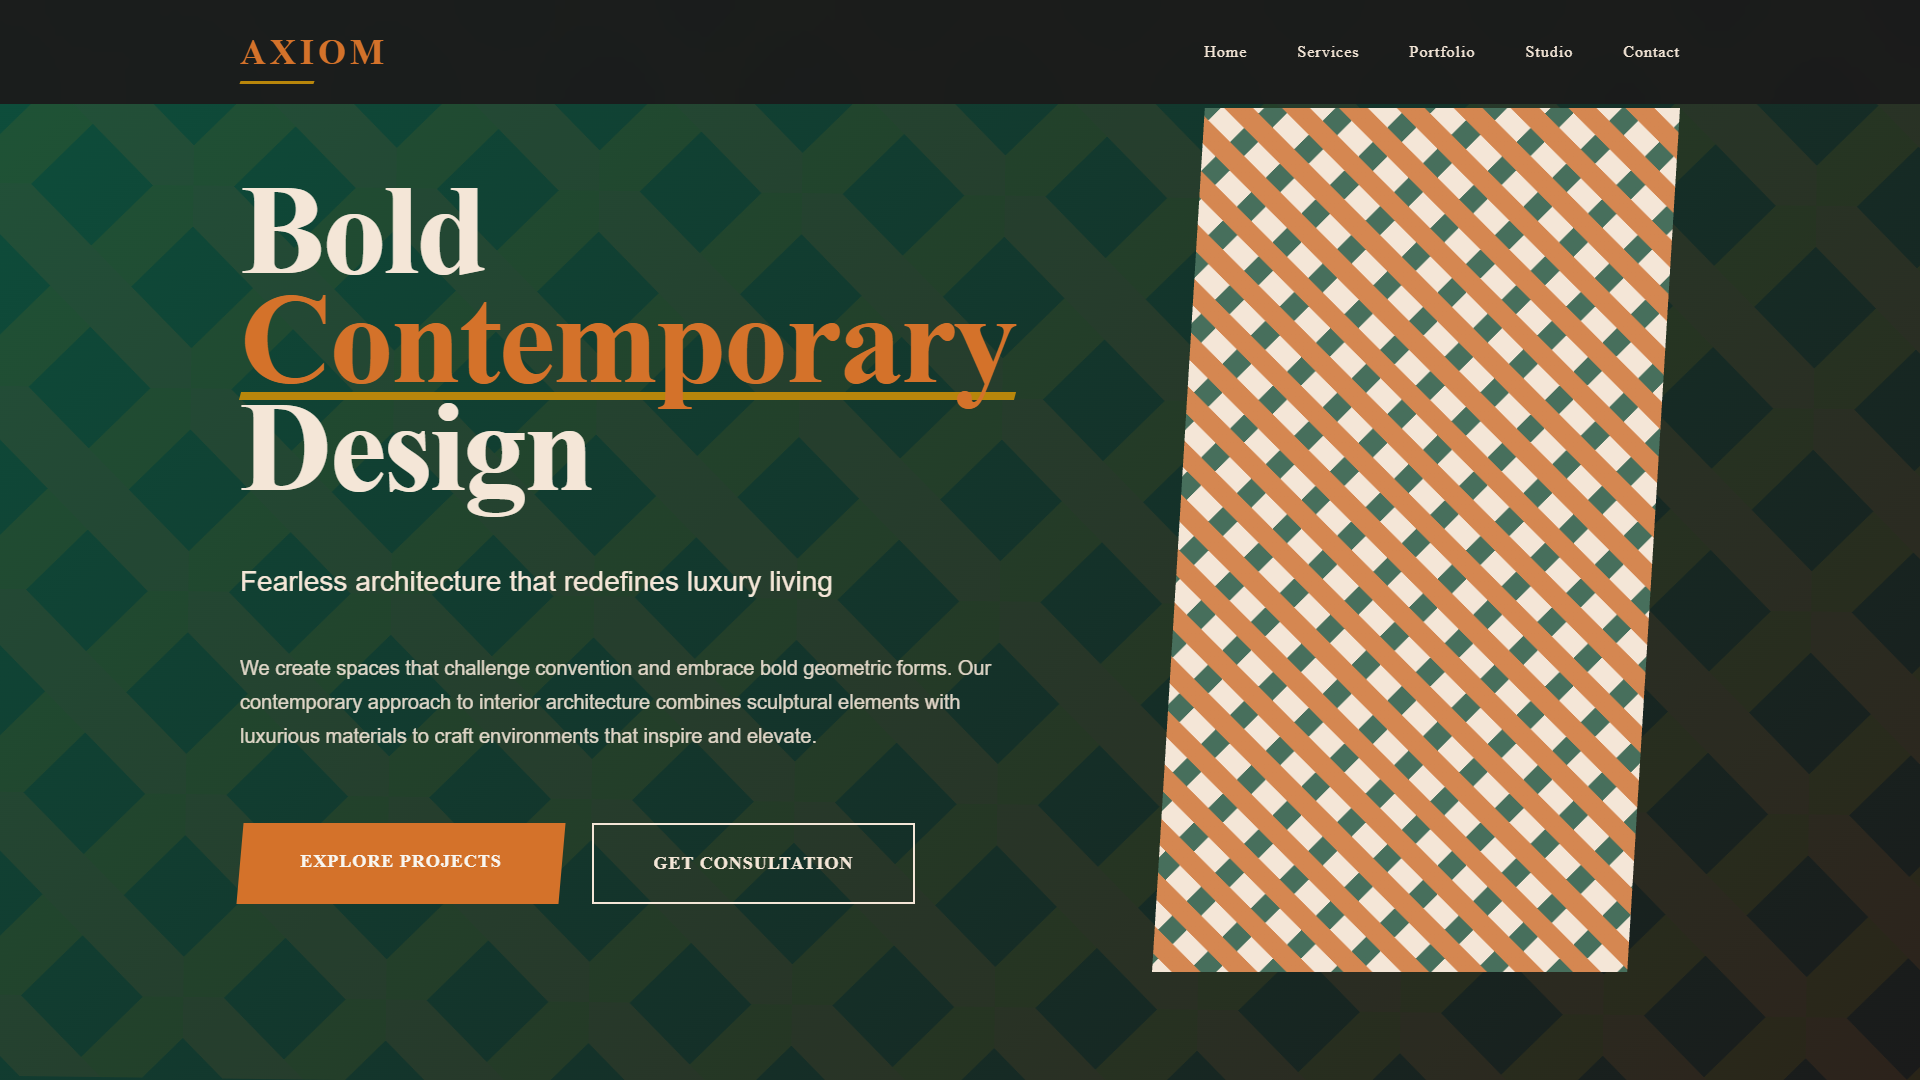 AXIOM
Home Services Portfolio Studio Contact
Bold
Contemporary
Design
Fearless architecture that redefines luxury living
We create spaces that challenge convention and embrace bold geometric forms. Our
contemporary approach to interior architecture combines sculptural elements with
luxurious materials to craft environments that inspire and elevate.
EXPLORE PROJECTS
GET CONSULTATION